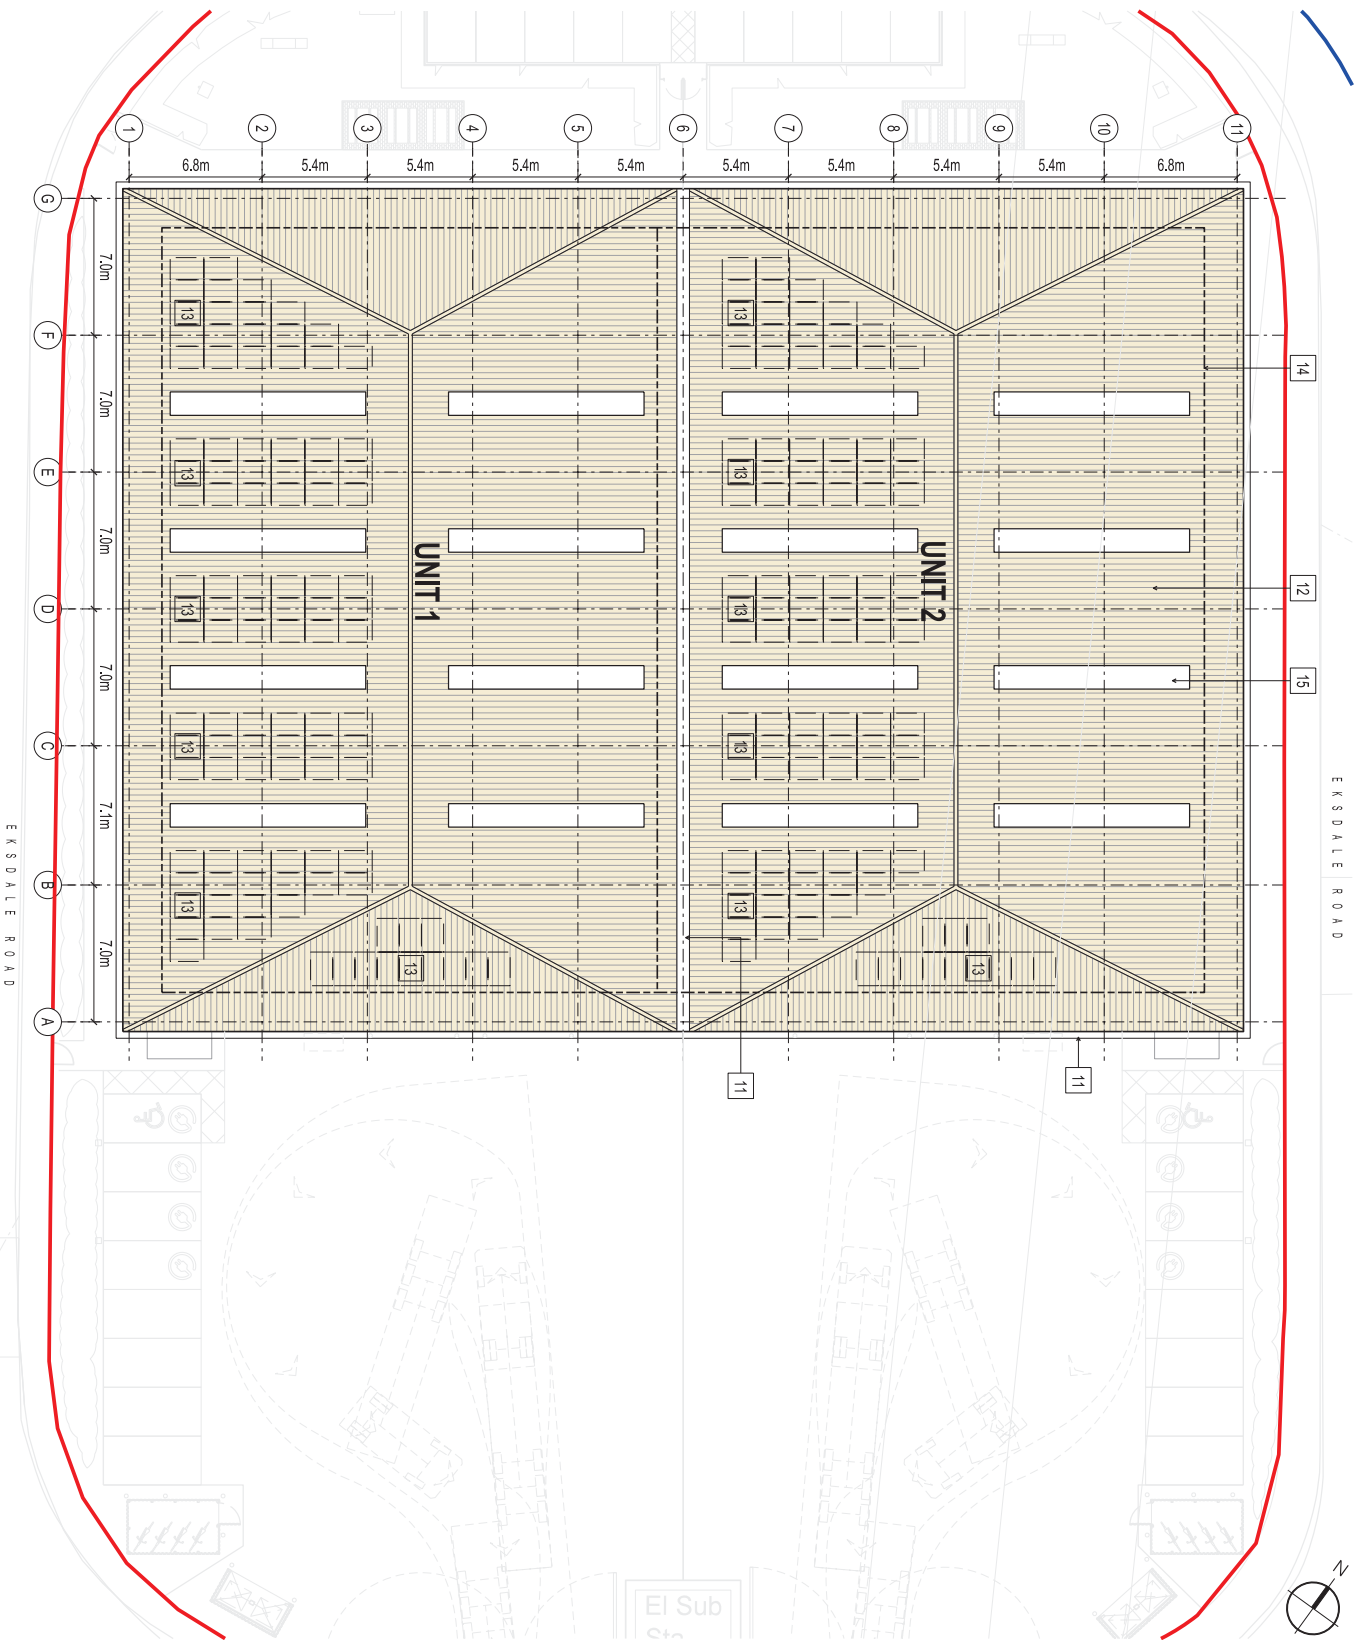 1 2 3 4 5 6 7 8 9 10 11
6.8m 5.4m 5.4m 5.4m 5.4m 5.4m 5.4m 5.4m 5.4m 6.8m
G
7.0m
F
7.0m
E
7.0m
D
7.0m
C
7.1m
B
7.0m
A
13 13
14
13 13
UNIT 1
UNIT 2
12
13 13
15
13 13
13 13
13 13
11
11
EKSDALE ROAD
EKSDALE ROAD
El Sub
Sta
N